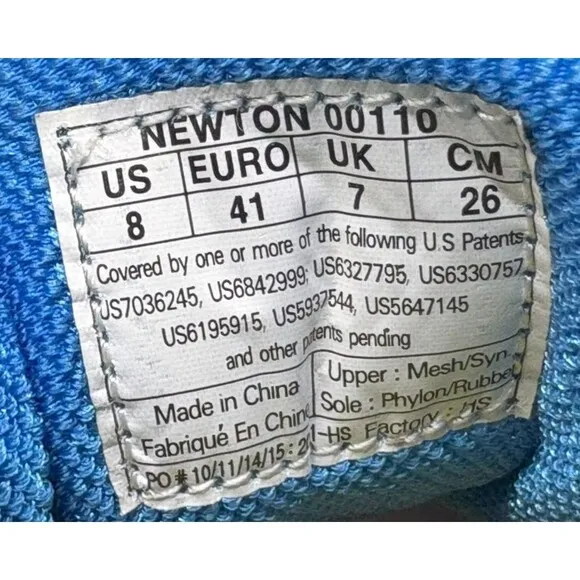 NEWTON 00110
US EURO UK CM
8 41 7 26
Covered by one or more of the following U.S Patents
US7036245, US6842999; US6327795, US6330757
US6195915, US5937544, US5647145
and other patents pending
Made in China
Fabriqué En Chine
Upper : Mesh/Syn.
Sole : Phylon/Rubber
PO # 10/11/14/15 : -HS Factory : HS